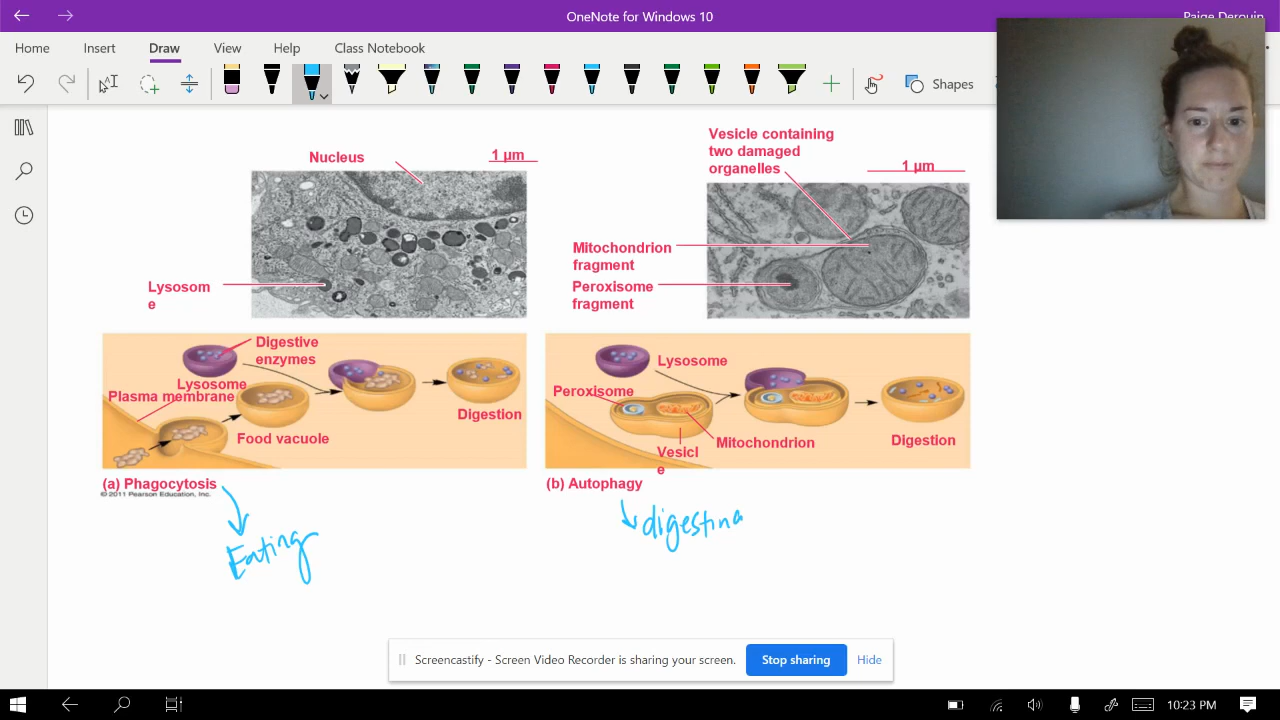 OneNote for Windows 10
Paige Derouin
Home Insert Draw View Help Class Notebook
Shapes
Nucleus
1 µm
Lysosom
e
Vesicle containing
two damaged
organelles
1 µm
Mitochondrion
fragment
Peroxisome
fragment
Digestive
enzymes
Lysosome
Plasma membrane
Food vacuole
Digestion
(a) Phagocytosis
© 2011 Pearson Education, Inc.
Lysosome
Peroxisome
Vesicl
e
Mitochondrion
Digestion
(b) Autophagy
Eating
digestina
Screencastify - Screen Video Recorder is sharing your screen.
Stop sharing
Hide
10:23 PM